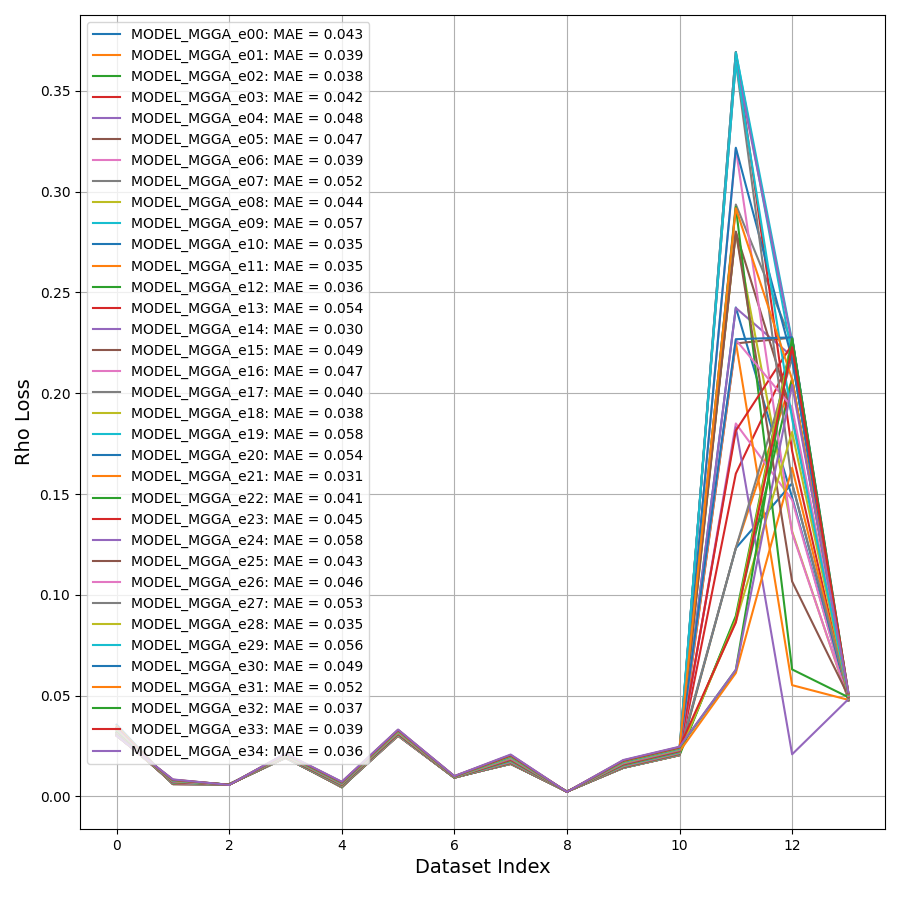 MODEL_MGGA_e00: MAE = 0.043
MODEL_MGGA_e01: MAE = 0.039
MODEL_MGGA_e02: MAE = 0.038
MODEL_MGGA_e03: MAE = 0.042
MODEL_MGGA_e04: MAE = 0.048
MODEL_MGGA_e05: MAE = 0.047
MODEL_MGGA_e06: MAE = 0.039
MODEL_MGGA_e07: MAE = 0.052
MODEL_MGGA_e08: MAE = 0.044
MODEL_MGGA_e09: MAE = 0.057
MODEL_MGGA_e10: MAE = 0.035
MODEL_MGGA_e11: MAE = 0.035
MODEL_MGGA_e12: MAE = 0.036
MODEL_MGGA_e13: MAE = 0.054
MODEL_MGGA_e14: MAE = 0.030
MODEL_MGGA_e15: MAE = 0.049
MODEL_MGGA_e16: MAE = 0.047
MODEL_MGGA_e17: MAE = 0.040
MODEL_MGGA_e18: MAE = 0.038
MODEL_MGGA_e19: MAE = 0.058
MODEL_MGGA_e20: MAE = 0.054
MODEL_MGGA_e21: MAE = 0.031
MODEL_MGGA_e22: MAE = 0.041
MODEL_MGGA_e23: MAE = 0.045
MODEL_MGGA_e24: MAE = 0.058
MODEL_MGGA_e25: MAE = 0.043
MODEL_MGGA_e26: MAE = 0.046
MODEL_MGGA_e27: MAE = 0.053
MODEL_MGGA_e28: MAE = 0.035
MODEL_MGGA_e29: MAE = 0.056
MODEL_MGGA_e30: MAE = 0.049
MODEL_MGGA_e31: MAE = 0.052
MODEL_MGGA_e32: MAE = 0.037
MODEL_MGGA_e33: MAE = 0.039
MODEL_MGGA_e34: MAE = 0.036
0.35
0.30
0.25
0.20
0.15
0.10
0.05
0.00
Rho Loss
0 2 4 6 8 10 12
Dataset Index